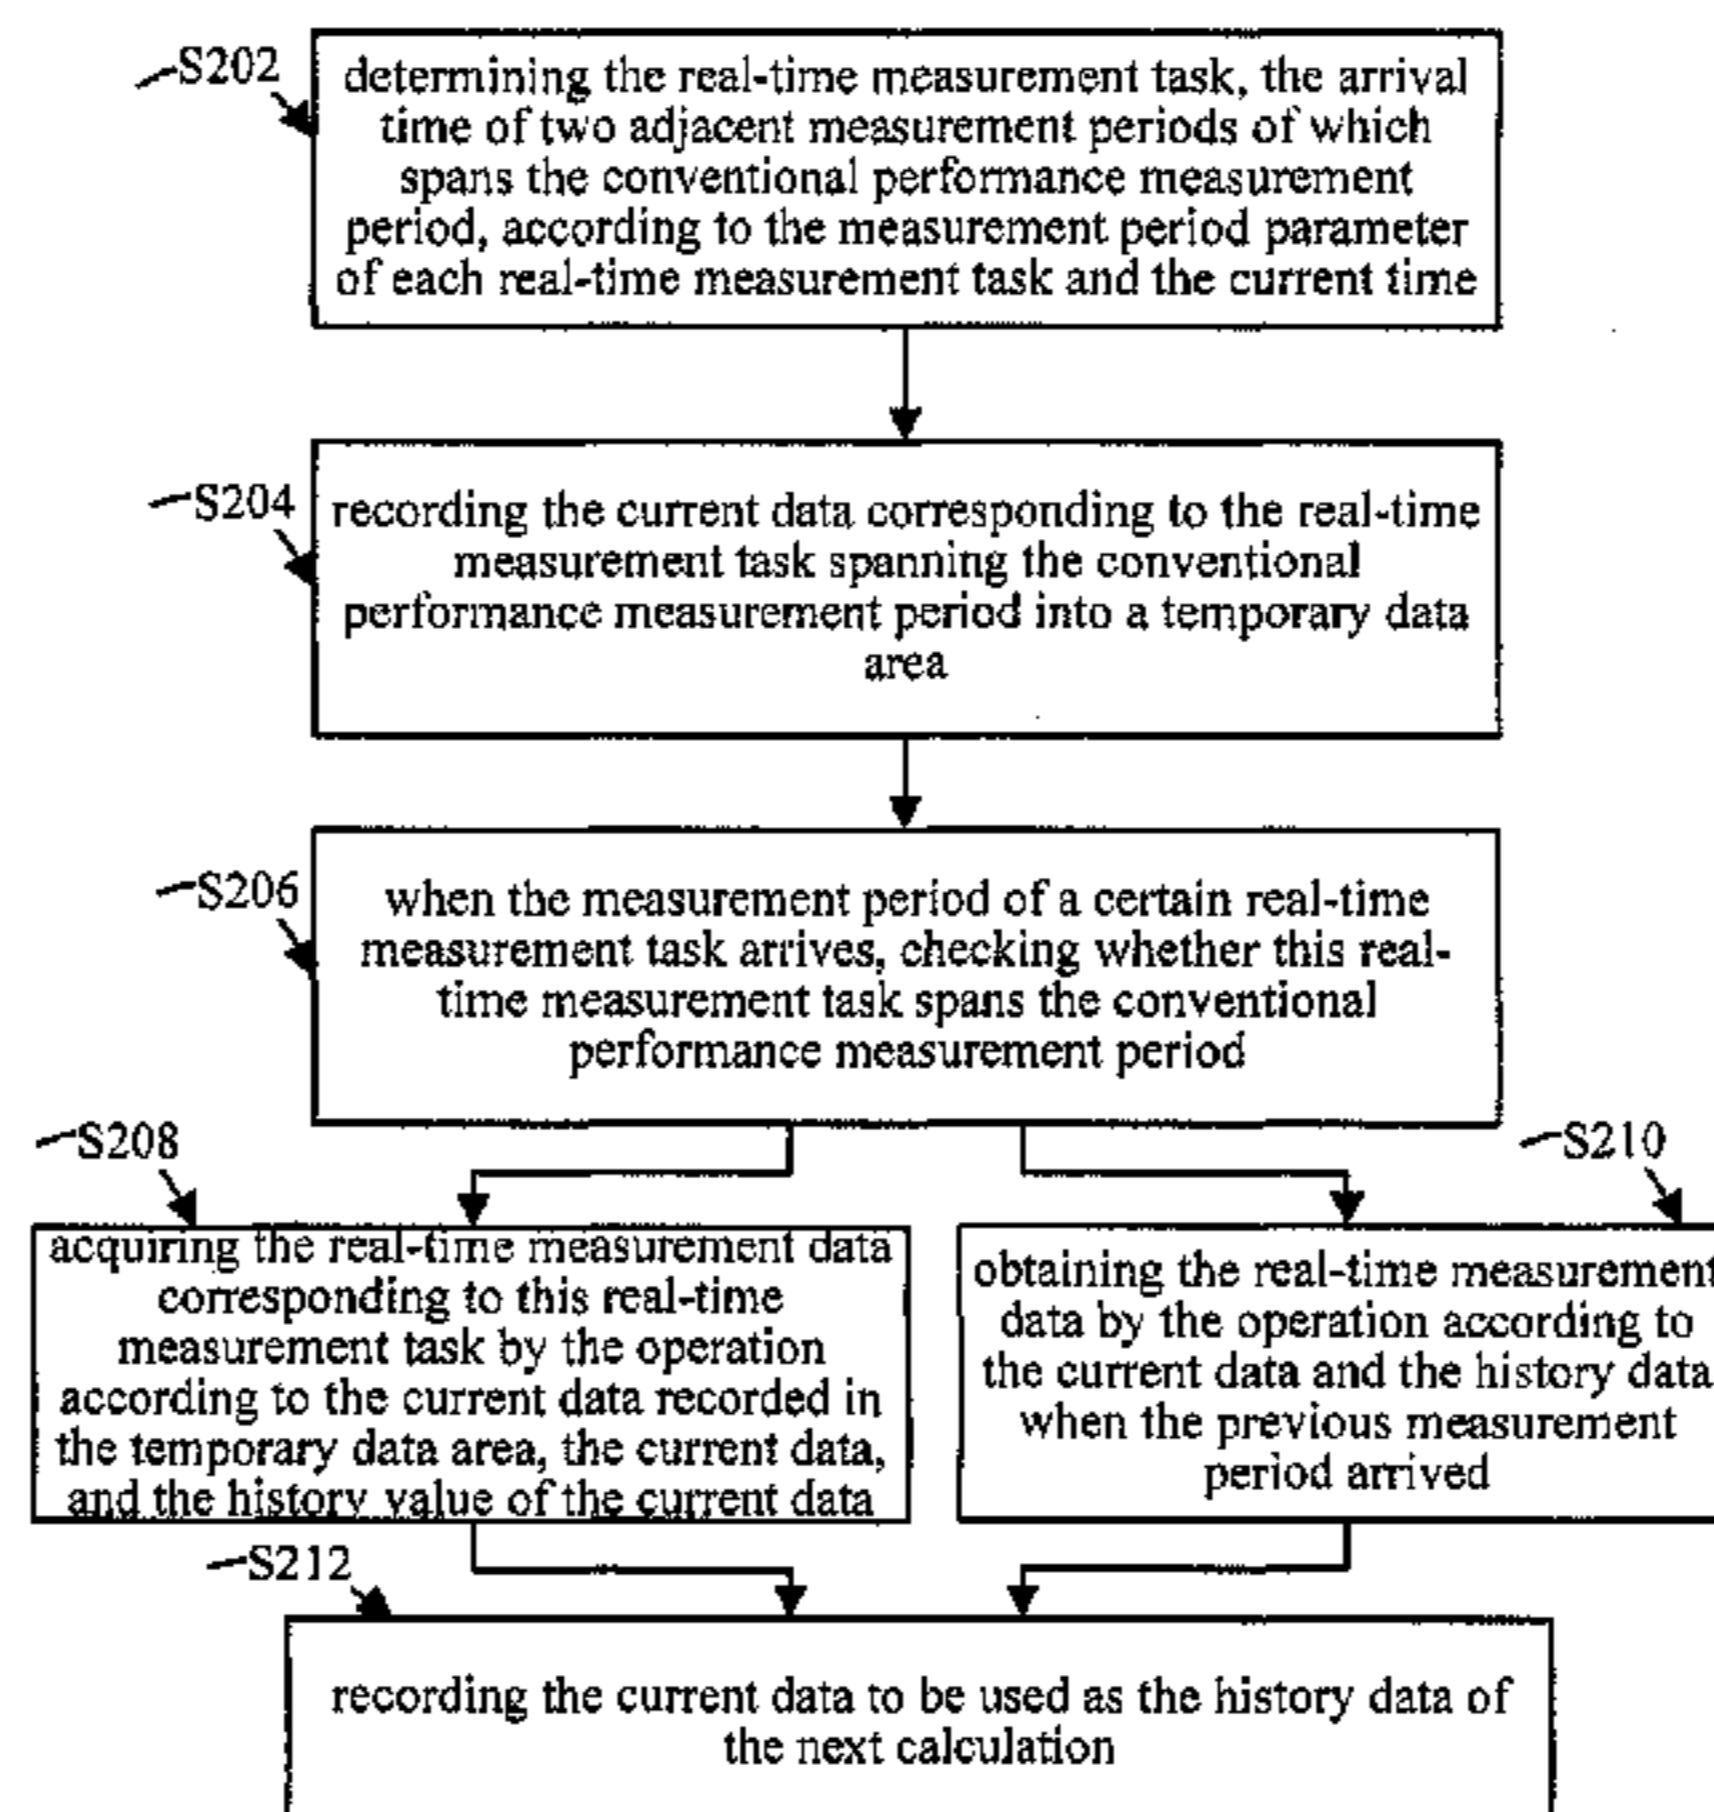 S202
determining the real-time measurement task, the arrival
time of two adjacent measurement periods of which
spans the conventional performance measurement
period, according to the measurement period parameter
of each real-time measurement task and the current time
S204
recording the current data corresponding to the real-time
measurement task spanning the conventional
performance measurement period into a temporary data
area
S206
when the measurement period of a certain real-time
measurement task arrives, checking whether this real-
time measurement task spans the conventional
performance measurement period
S208
acquiring the real-time measurement data
corresponding to this real-time
measurement task by the operation
according to the current data recorded in
the temporary data area, the current data,
and the history value of the current data
S210
obtaining the real-time measurement
data by the operation according to
the current data and the history data
when the previous measurement
period arrived
S212
recording the current data to be used as the history data of
the next calculation